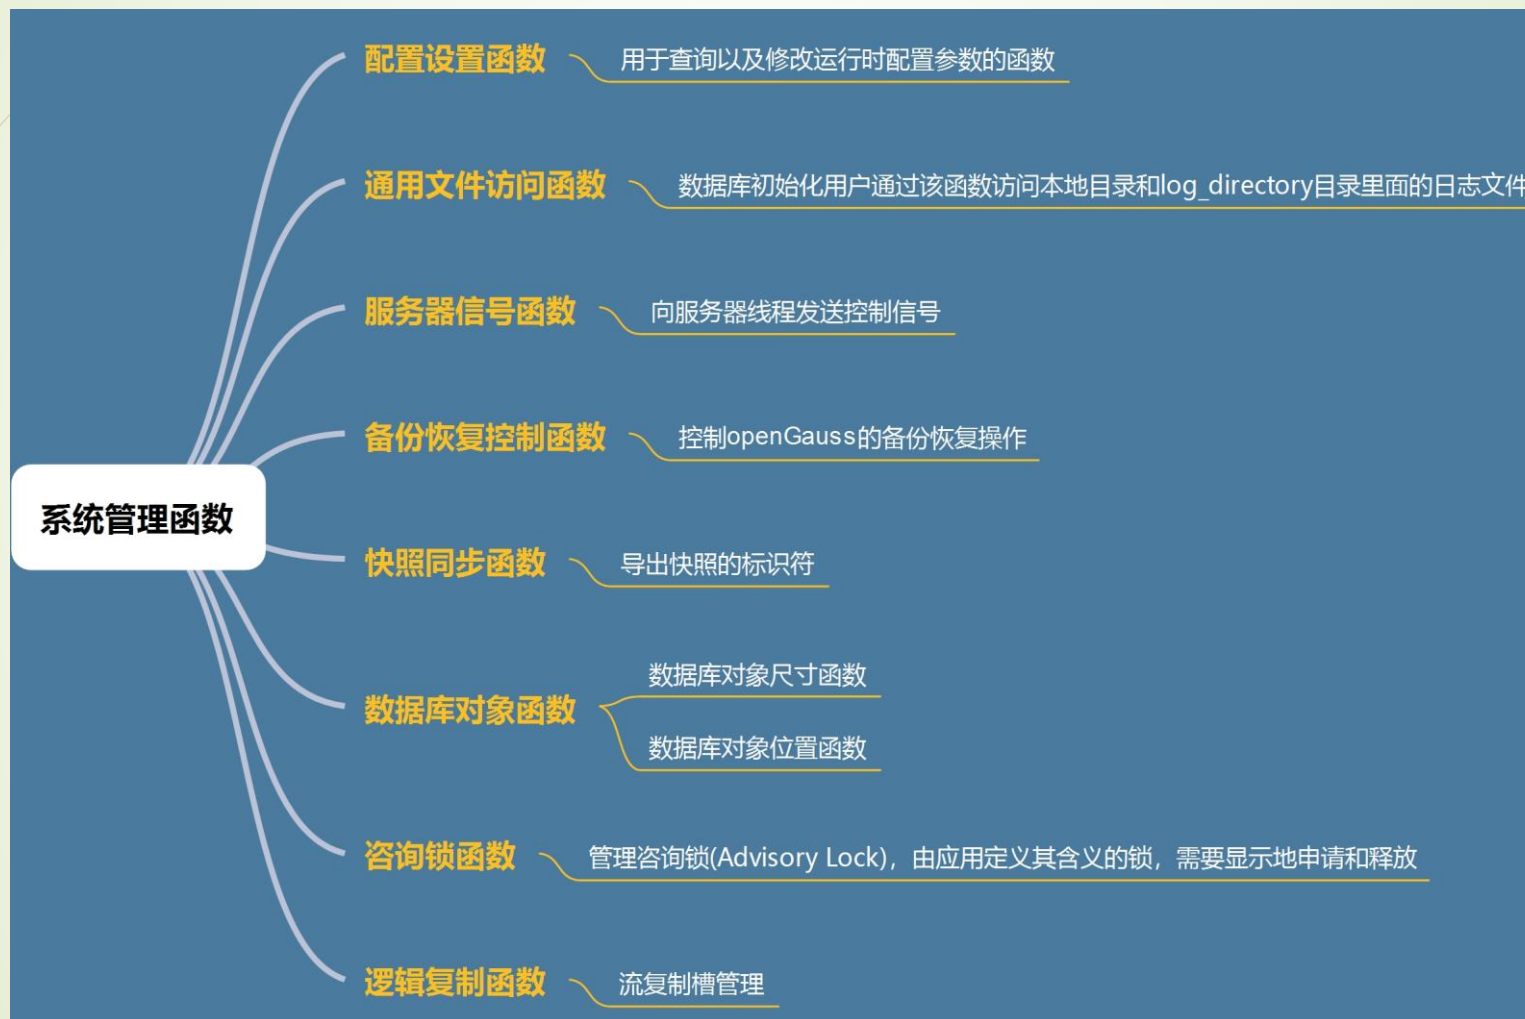 配置设置函数
用于查询以及修改运行时配置参数的函数
通用文件访问函数
数据库初始化用户通过该函数访问本地目录和log_directory目录里面的日志文件
服务器信号函数
向服务器线程发送控制信号
备份恢复控制函数
控制openGauss的备份恢复操作
系统管理函数
快照同步函数
导出快照的标识符
数据库对象函数
数据库对象尺寸函数
数据库对象位置函数
咨询锁函数
管理咨询锁(Advisory Lock)，由应用定义其含义的锁，需要显示地申请和释放
逻辑复制函数
流复制槽管理